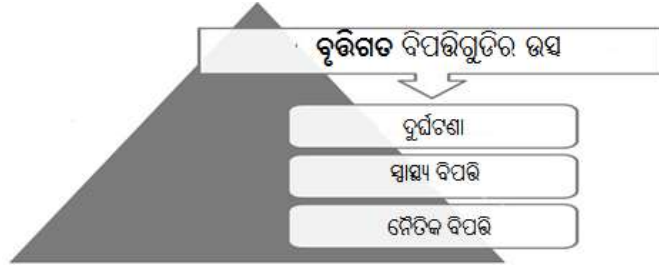 ବୃତ୍ତିଗତ ବିପତ୍ତିଗୁଡିର ଉତ୍ସ
ଦୁର୍ଘଟଣା
ସ୍ୱାସ୍ଥ୍ୟ ବିପତ୍ତି
ନୈତିକ ବିପତ୍ତି